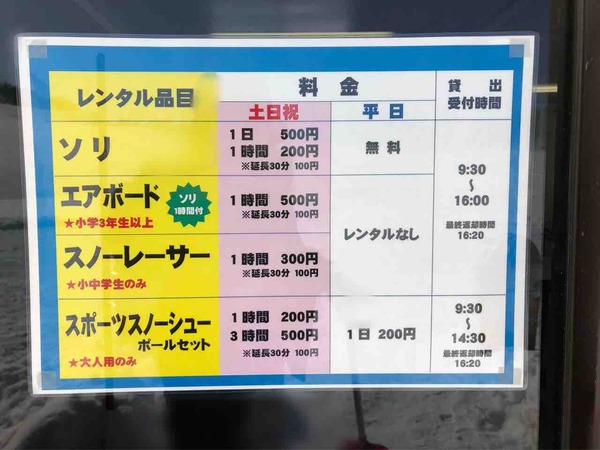 レンタル品目
料金
貸出
受付時間
土日祝
平日
ソリ
1日 500円
1時間 200円
※延長30分 100円
無料
9:30
~
16:00
最終返却時間
16:20
エアボード
ソリ
1時間付
★小学3年生以上
1時間 500円
※延長30分 100円
レンタルなし
スノーレーサー
★小中学生のみ
1時間 300円
※延長30分 100円
スポーツスノーシュー
ポールセット
★大人用のみ
1時間 200円
3時間 500円
※延長30分 100円
1日 200円
9:30
~
14:30
最終返却時間
16:20